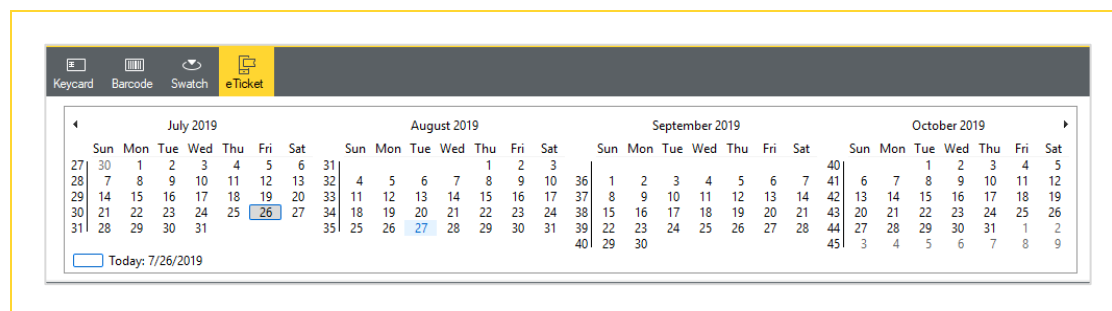 Keycard Barcode Swatch eTicket
July 2019 August 2019 September 2019 October 2019
Sun Mon Tue Wed Thu Fri Sat Sun Mon Tue Wed Thu Fri Sat Sun Mon Tue Wed Thu Fri Sat Sun Mon Tue Wed Thu Fri Sat
27 30 1 2 3 4 5 6 31 1 2 3 40 1 2 3 4 5
28 7 8 9 10 11 12 13 32 4 5 6 7 8 9 10 36 1 2 3 4 5 6 7 41 6 7 8 9 10 11 12
29 14 15 16 17 18 19 20 33 11 12 13 14 15 16 17 37 8 9 10 11 12 13 14 42 13 14 15 16 17 18 19
30 21 22 23 24 25 26 27 34 18 19 20 21 22 23 24 38 15 16 17 18 19 20 21 43 20 21 22 23 24 25 26
31 28 29 30 31 35 25 26 27 28 29 30 31 39 22 23 24 25 26 27 28 44 27 28 29 30 31 1 2
40 29 30 45 3 4 5 6 7 8 9
Today: 7/26/2019